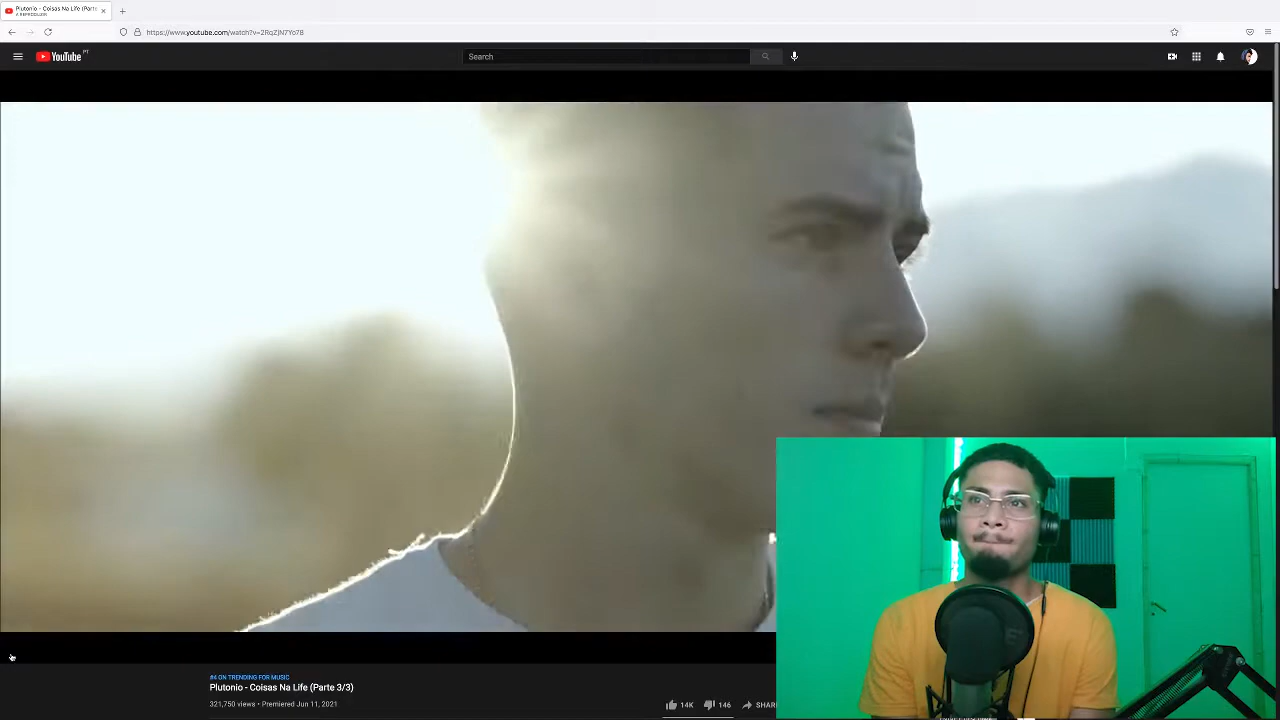 Plutonio - Coisas Na Life (Parte
A REPRODUZIR
https://www.youtube.com/watch?v=2RqZjN7Yo78
YouTube PT
Search
#4 ON TRENDING FOR MUSIC
Plutonio - Coisas Na Life (Parte 3/3)
321,750 views • Premiered Jun 11, 2021
14K
146
SHAR